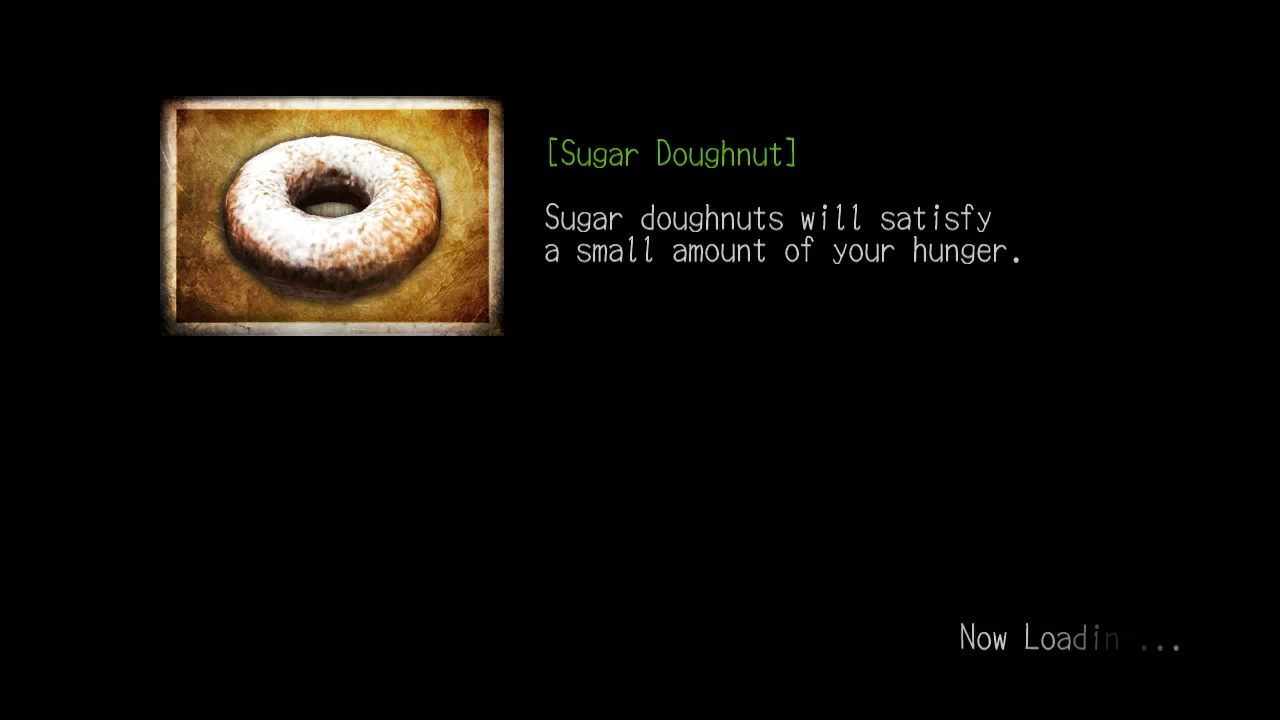 [Sugar Doughnut]
Sugar doughnuts will satisfy
a small amount of your hunger.
Now Loadin ...